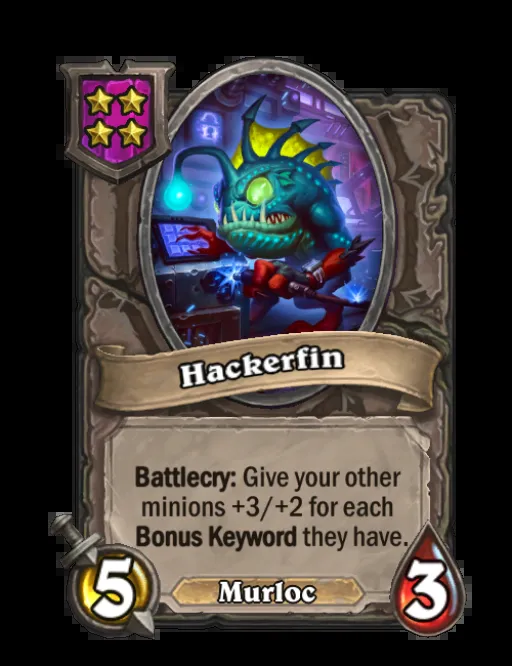 Hackerfin
Battlecry: Give your other
minions +3/+2 for each
Bonus Keyword they have.
5
Murloc
3